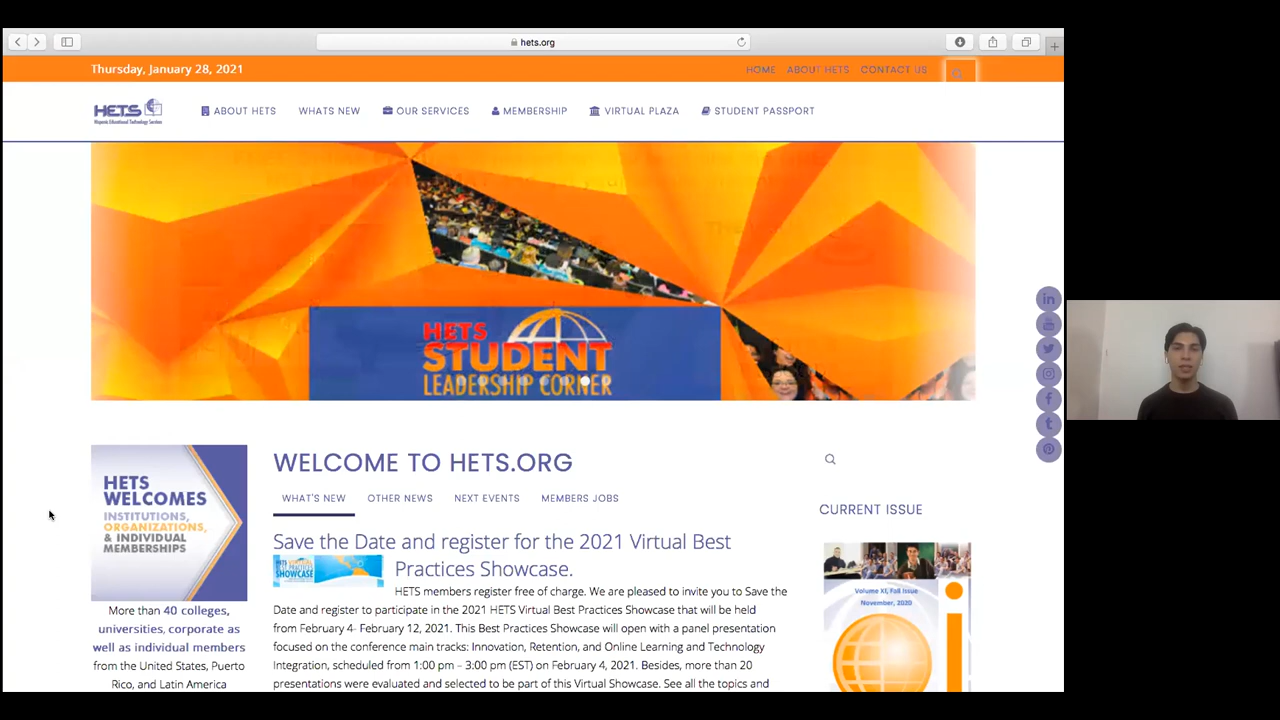 hets.org
Thursday, January 28, 2021
HOME ABOUT HETS CONTACT US
HETS
Hispanic Educational Technology Services
ABOUT HETS WHATS NEW OUR SERVICES MEMBERSHIP VIRTUAL PLAZA STUDENT PASSPORT
HETS
STUDENT
LEADERSHIP CORNER
HETS
WELCOMES
INSTITUTIONS,
ORGANIZATIONS,
& INDIVIDUAL
MEMBERSHIPS
More than 40 colleges,
universities, corporate as
well as individual members
from the United States, Puerto
Rico, and Latin America
WELCOME TO HETS.ORG
WHAT'S NEW OTHER NEWS NEXT EVENTS MEMBERS JOBS
Save the Date and register for the 2021 Virtual Best
Practices Showcase.
HETS members register free of charge. We are pleased to invite you to Save the
Date and register to participate in the 2021 HETS Virtual Best Practices Showcase that will be held
from February 4- February 12, 2021. This Best Practices Showcase will open with a panel presentation
focused on the conference main tracks: Innovation, Retention, and Online Learning and Technology
Integration, scheduled from 1:00 pm – 3:00 pm (EST) on February 4, 2021. Besides, more than 20
presentations were evaluated and selected to be part of this Virtual Showcase. See all the topics and
CURRENT ISSUE
Volume XI, Fall Issue
November, 2020